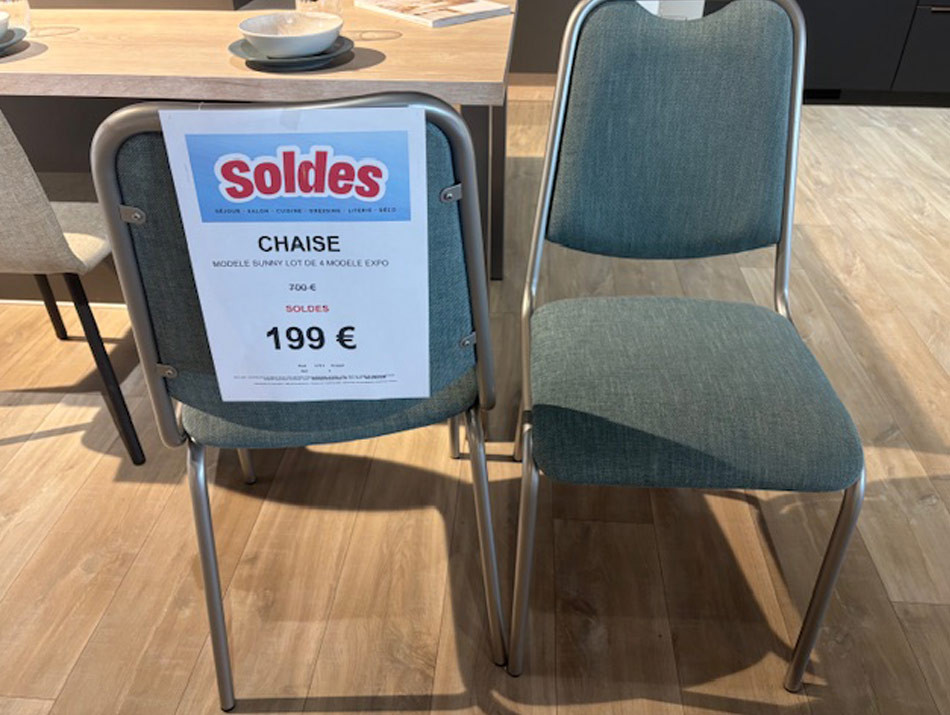 Soldes
SÉJOUR · SALON · CUISINE · DRESSING · LITERIE · DÉCO
CHAISE
MODELE SUNNY LOT DE 4 MODELE EXPO
700 €
SOLDES
199 €